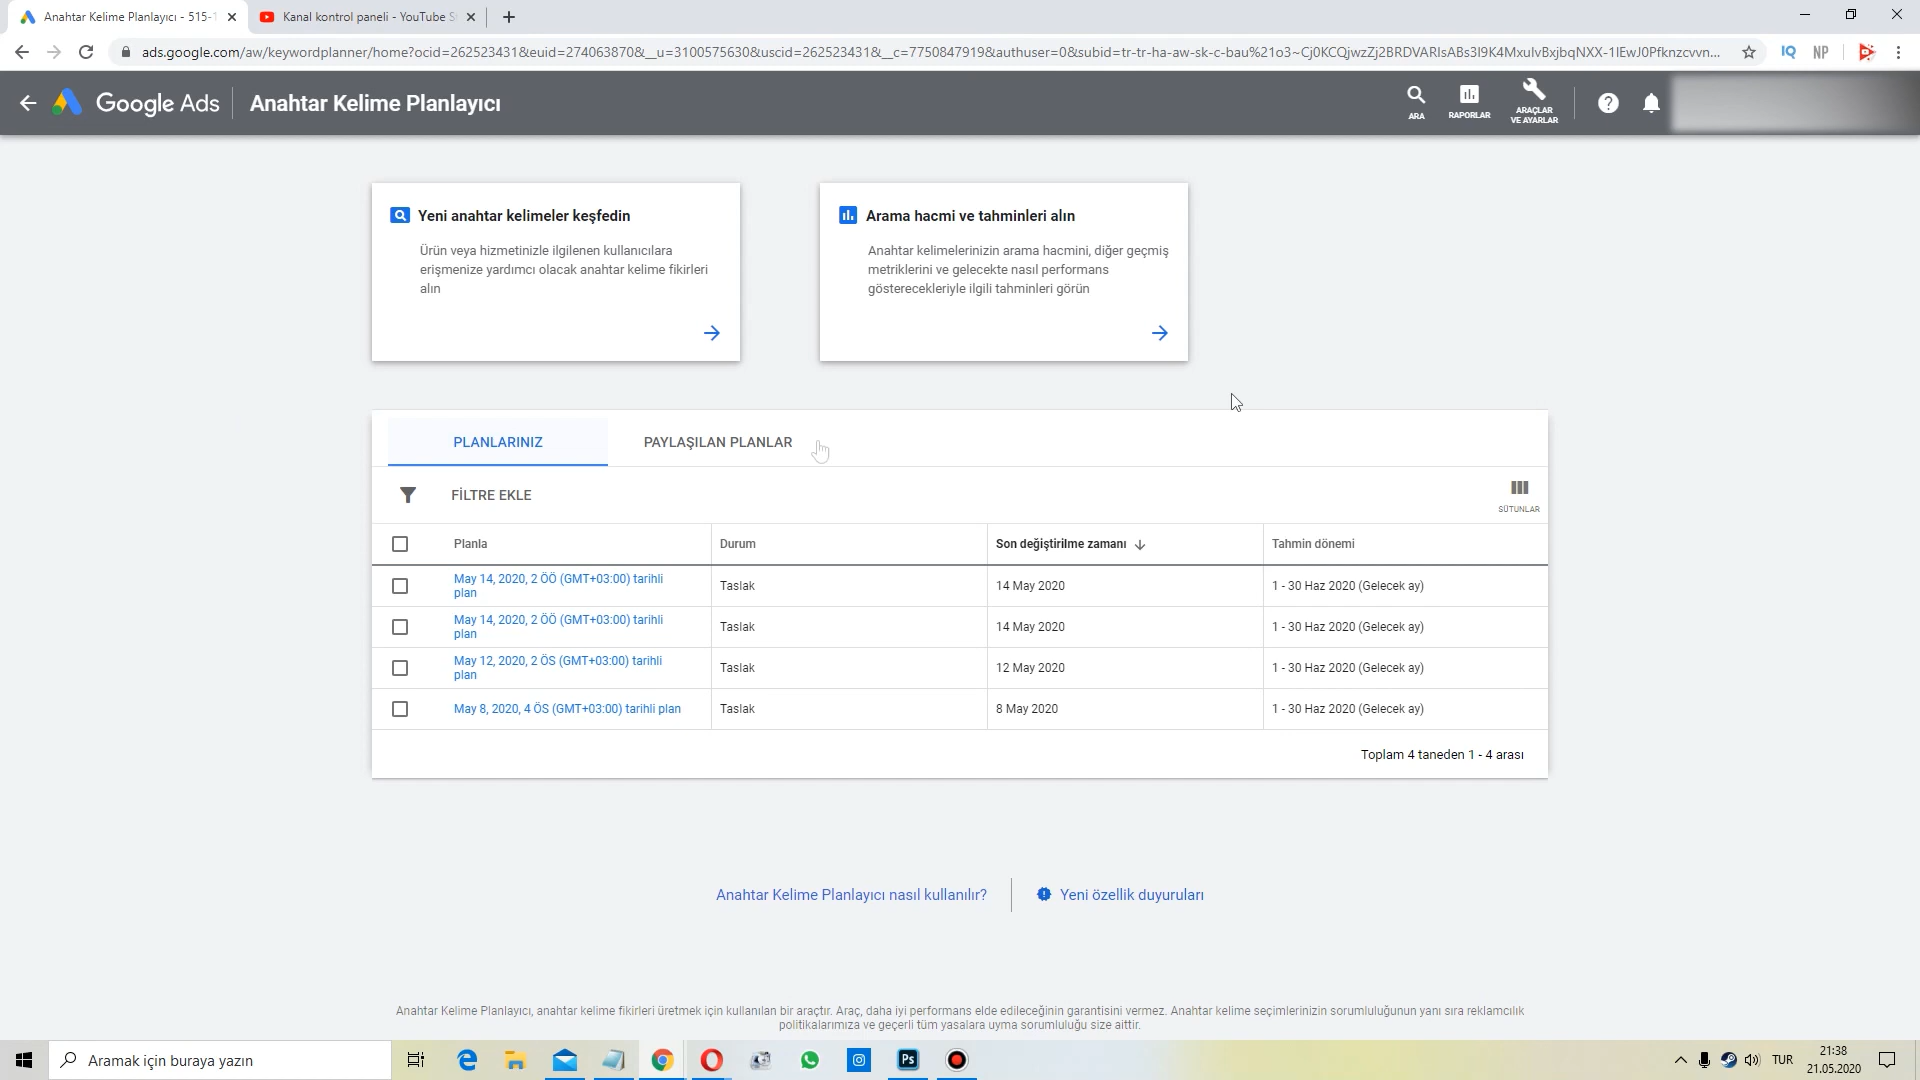 Anahtar Kelime Planlayıcı - 515-1
Kanal kontrol paneli - YouTube S
ads.google.com/aw/keywordplanner/home?ocid=262523431&euid=274063870&__u=31005575630&uscid=262523431&__c=7750847919&authuser=0&subid=tr-tr-ha-aw-sk-c-bau%21o3~Cj0KCQjwzZj2BRDVARIsABs3l9K4MxulvBxjbqNXX-1IEwJ0Pfknzcvvn...
IQ NP
Google Ads
Anahtar Kelime Planlayıcı
ARA
RAPORLAR
ARAÇLAR
VE AYARLAR
Yeni anahtar kelimeler keşfedin
Ürün veya hizmetinizle ilgilenen kullanıcılara
erişmenize yardımcı olacak anahtar kelime fikirleri
alın
Arama hacmi ve tahminleri alın
Anahtar kelimelerinizin arama hacmini, diğer geçmiş
metriklerini ve gelecekte nasıl performans
göstereceklerıyle ilgili tahminleri görün
PLANLARINIZ
PAYLAŞILAN PLANLAR
FİLTRE EKLE
SÜTUNLAR
Planla Durum Son değiştirilme zamanı Tahmin dönemi
May 14, 2020, 2 ÖÖ (GMT+03:00) tarihli
plan
Taslak 14 May 2020 1 - 30 Haz 2020 (Gelecek ay)
May 14, 2020, 2 ÖÖ (GMT+03:00) tarihli
plan
Taslak 14 May 2020 1 - 30 Haz 2020 (Gelecek ay)
May 12, 2020, 2 ÖS (GMT+03:00) tarihli
plan
Taslak 12 May 2020 1 - 30 Haz 2020 (Gelecek ay)
May 8, 2020, 4 ÖS (GMT+03:00) tarihli plan Taslak 8 May 2020 1 - 30 Haz 2020 (Gelecek ay)
Toplam 4 taneden 1 - 4 arası
Anahtar Kelime Planlayıcı nasıl kullanılır?
Yeni özellik duyuruları
Anahtar Kelime Planlayıcı, anahtar kelime fikirleri üretmek için kullanılan bir araçtır. Araç, daha iyi performans elde edileceğinin garantisini vermez. Anahtar kelime seçimlerinizin sorumluluğunun yanı sıra reklamcılık
politikalarımıza ve geçerli tüm yasalara uyma sorumluluğu size aittir.
Aramak için buraya yazın
Ps
TUR
21:38
21.05.2020